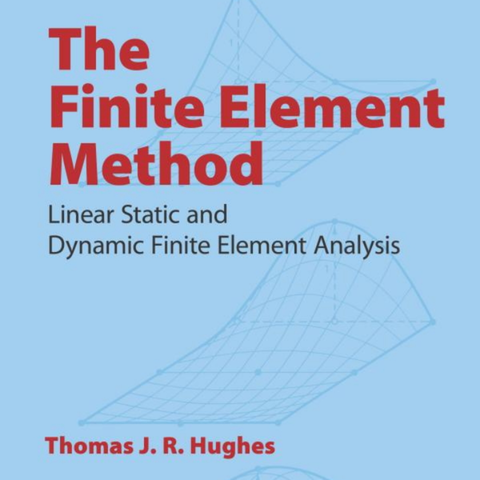 The
Finite Element
Method
Linear Static and
Dynamic Finite Element Analysis
Thomas J. R. Hughes